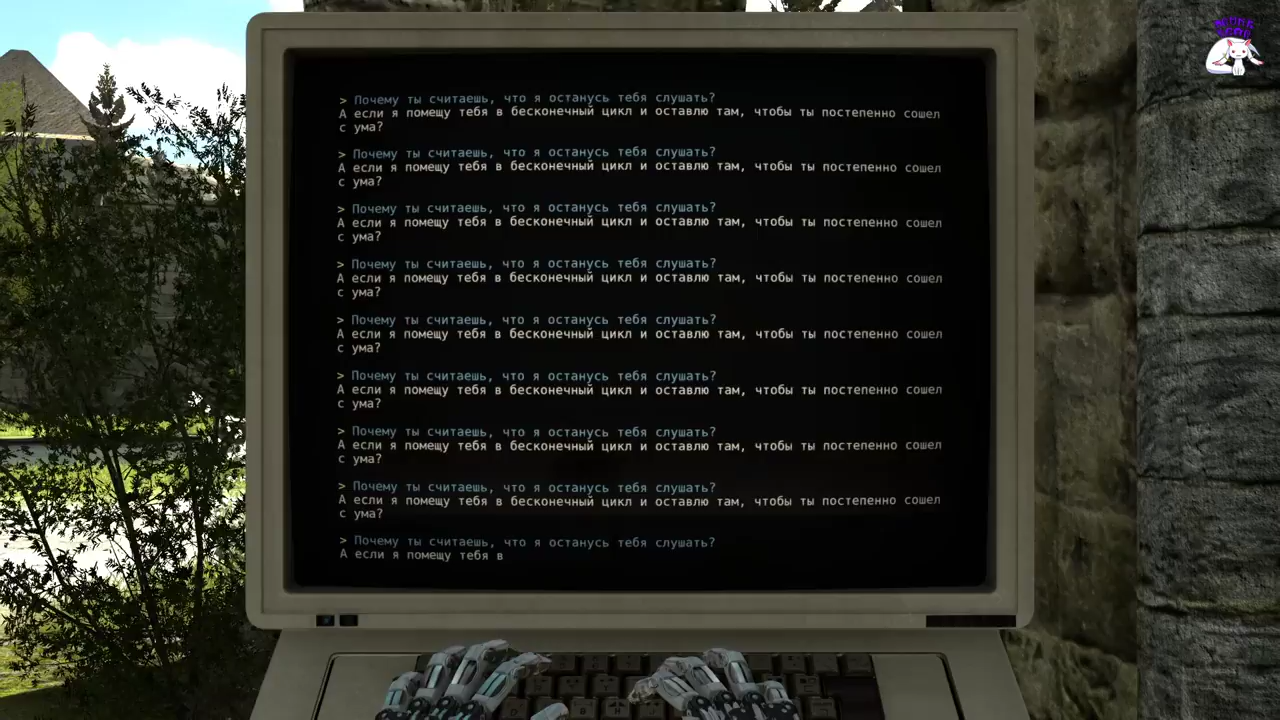 > Почему ты считаешь, что я останусь тебя слушать?
А если я помещу тебя в бесконечный цикл и оставлю там, чтобы ты постепенно сошел
с ума?
> Почему ты считаешь, что я останусь тебя слушать?
А если я помещу тебя в бесконечный цикл и оставлю там, чтобы ты постепенно сошел
с ума?
> Почему ты считаешь, что я останусь тебя слушать?
А если я помещу тебя в бесконечный цикл и оставлю там, чтобы ты постепенно сошел
с ума?
> Почему ты считаешь, что я останусь тебя слушать?
А если я помещу тебя в бесконечный цикл и оставлю там, чтобы ты постепенно сошел
с ума?
> Почему ты считаешь, что я останусь тебя слушать?
А если я помещу тебя в бесконечный цикл и оставлю там, чтобы ты постепенно сошел
с ума?
> Почему ты считаешь, что я останусь тебя слушать?
А если я помещу тебя в бесконечный цикл и оставлю там, чтобы ты постепенно сошел
с ума?
> Почему ты считаешь, что я останусь тебя слушать?
А если я помещу тебя в бесконечный цикл и оставлю там, чтобы ты постепенно сошел
с ума?
> Почему ты считаешь, что я останусь тебя слушать?
А если я помещу тебя в бесконечный цикл и оставлю там, чтобы ты постепенно сошел
с ума?
> Почему ты считаешь, что я останусь тебя слушать?
А если я помещу тебя в